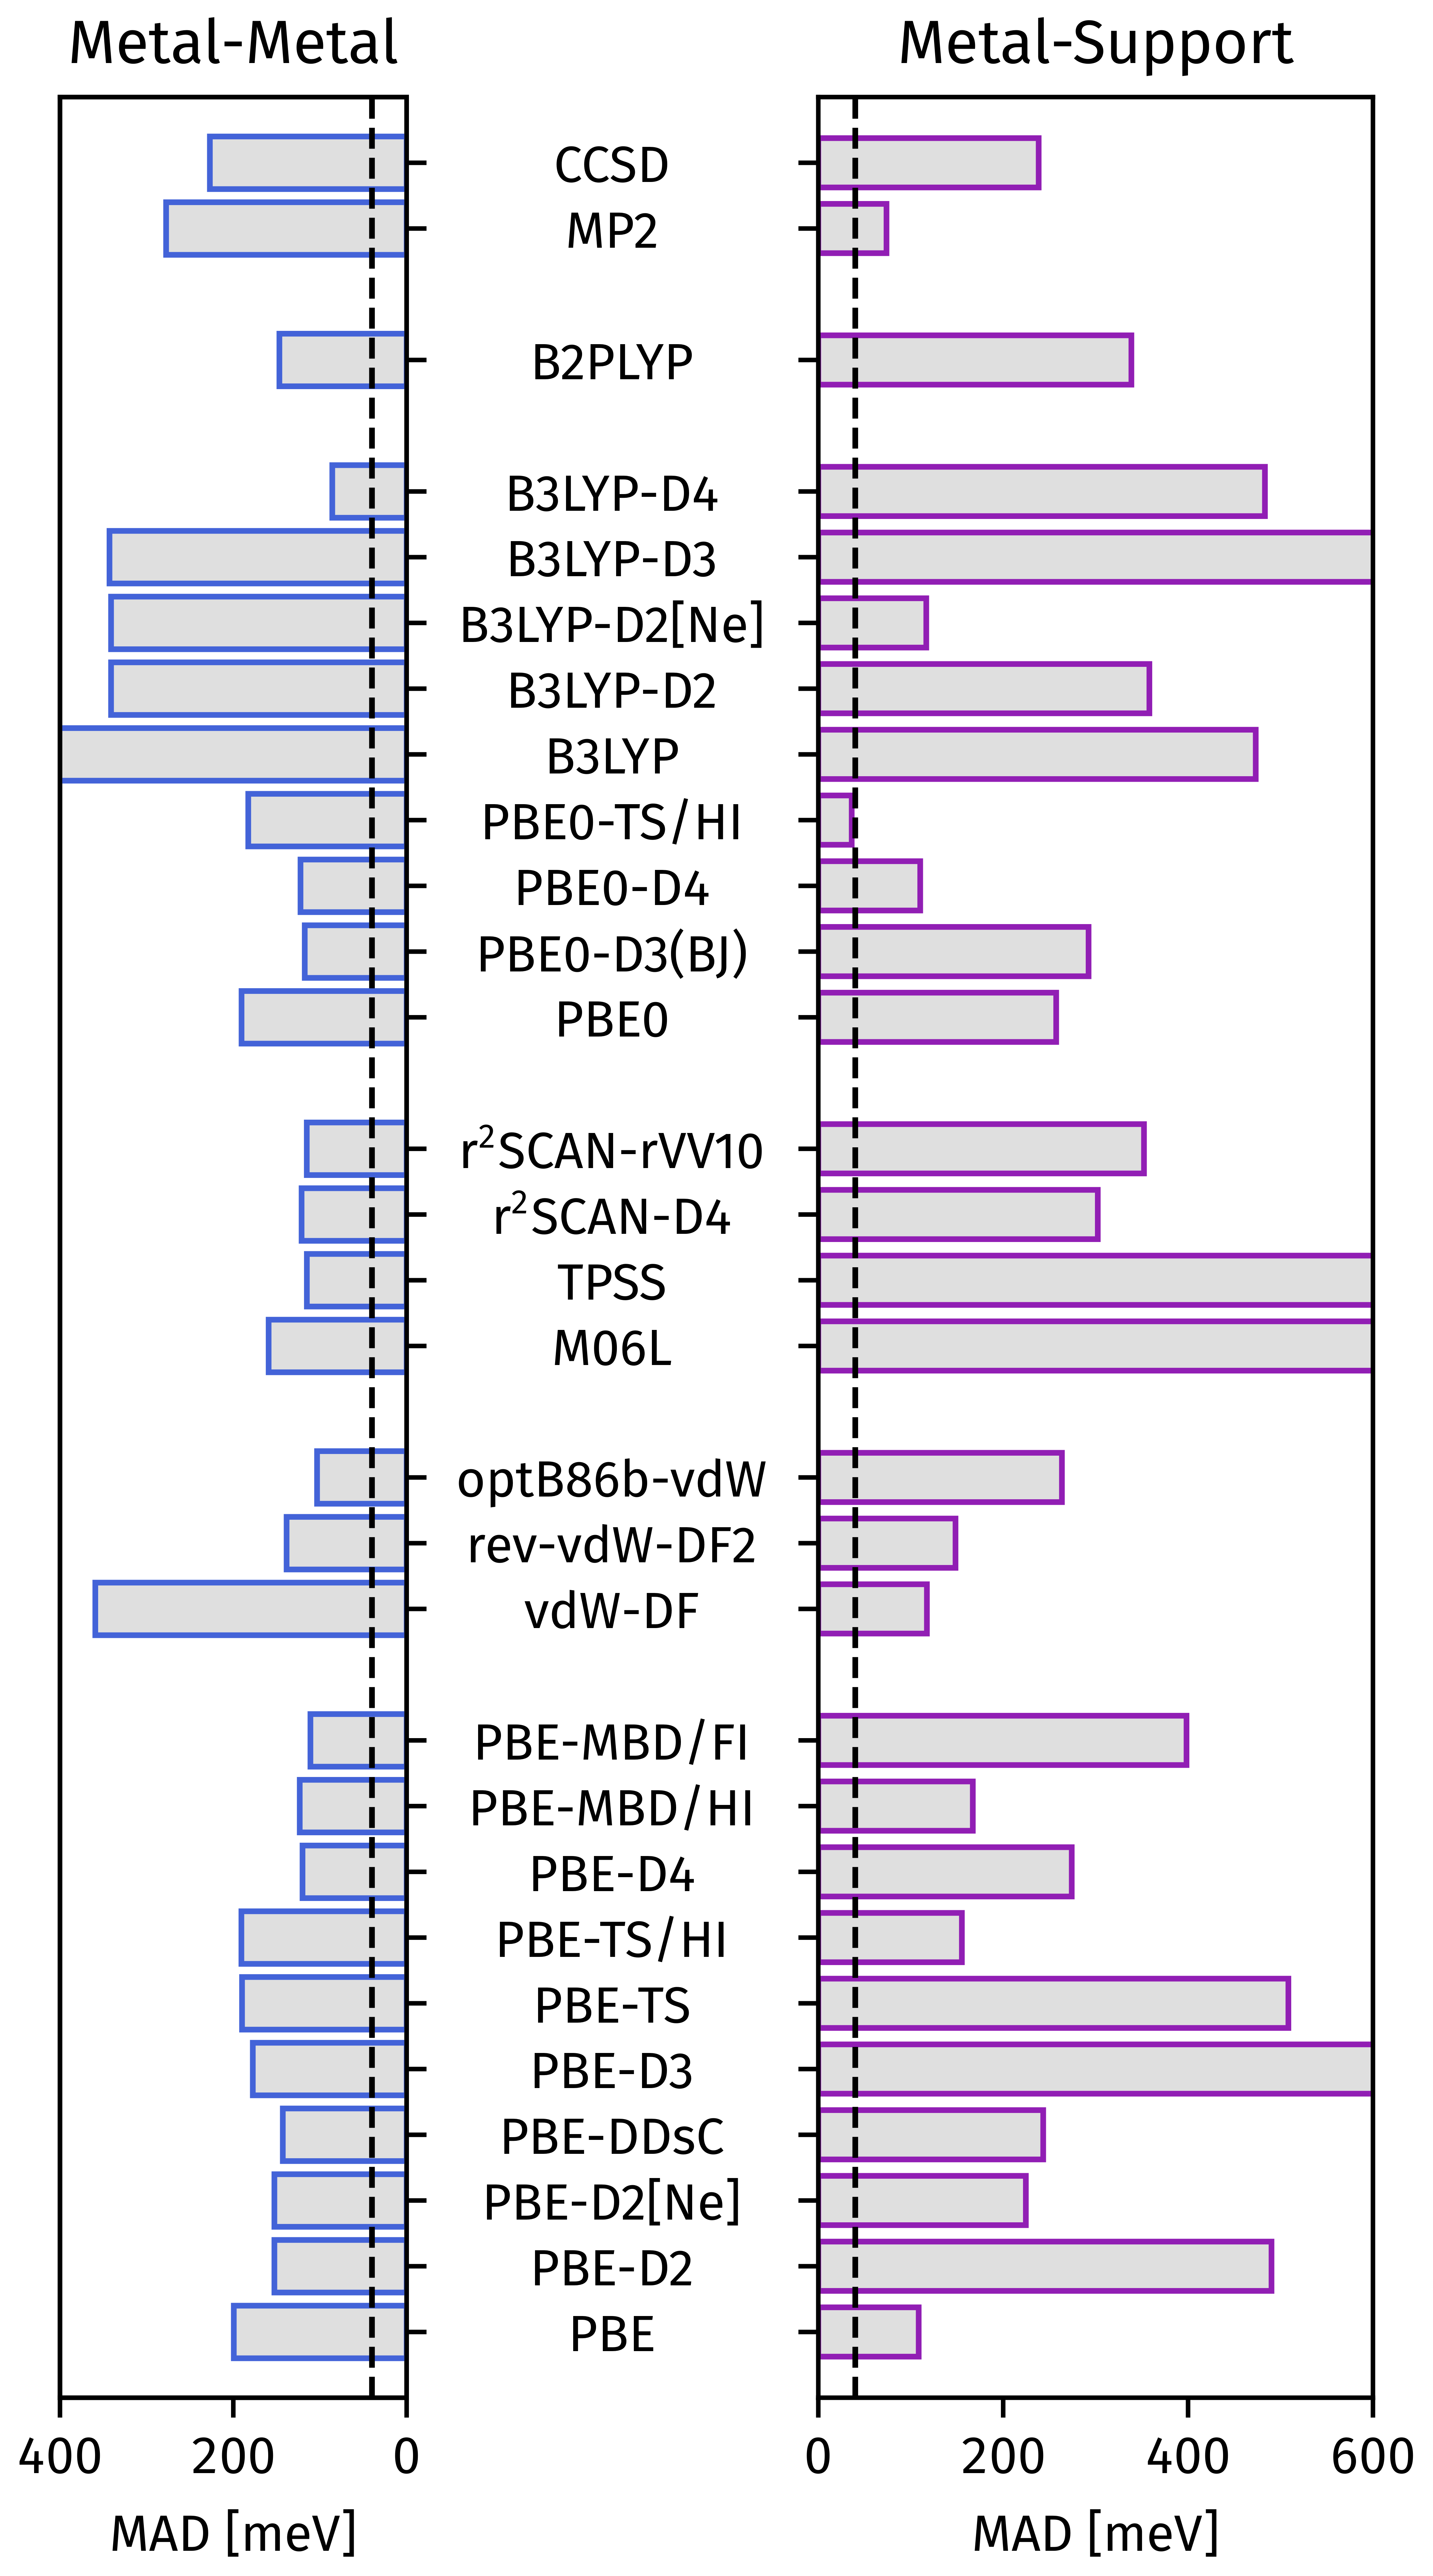 Metal-Metal
Metal-Support
CCSD
MP2
B2PLYP
B3LYP-D4
B3LYP-D3
B3LYP-D2[Ne]
B3LYP-D2
B3LYP
PBE0-TS/HI
PBE0-D4
PBE0-D3(BJ)
PBE0
r²SCAN-rVV10
r²SCAN-D4
TPSS
M06L
optB86b-vdW
rev-vdW-DF2
vdW-DF
PBE-MBD/FI
PBE-MBD/HI
PBE-D4
PBE-TS/HI
PBE-TS
PBE-D3
PBE-DDsC
PBE-D2[Ne]
PBE-D2
PBE
400 200 0
0 200 400 600
MAD [meV]
MAD [meV]